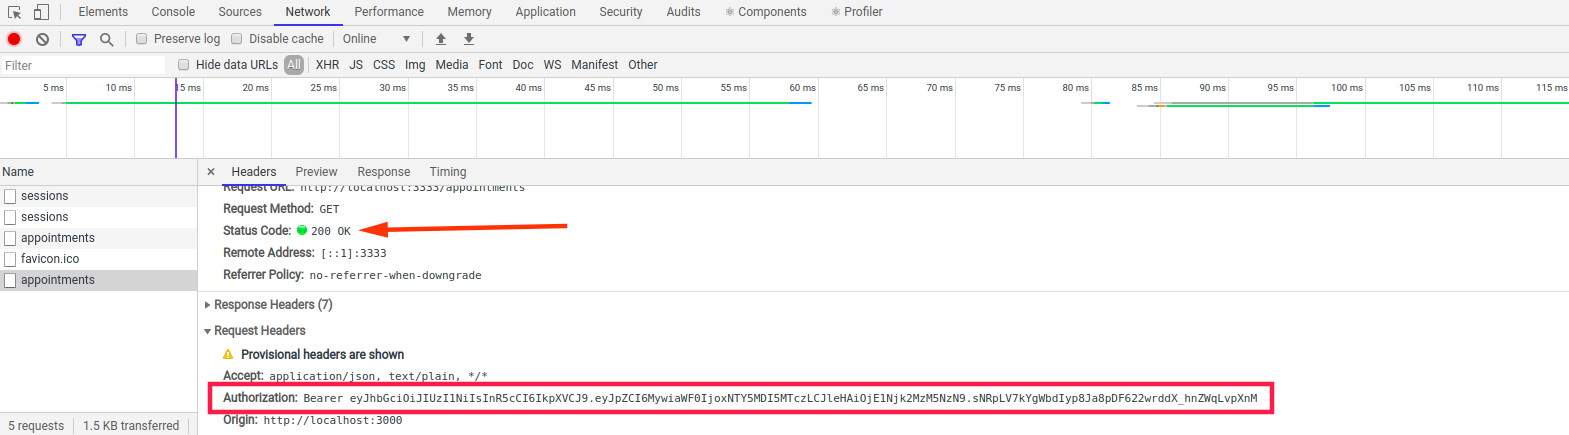 Elements Console Sources Network Performance Memory Application Security Audits Components Profiler
Preserve log Disable cache Online
Filter Hide data URLs All XHR JS CSS Img Media Font Doc WS Manifest Other
5 ms 10 ms 15 ms 20 ms 25 ms 30 ms 35 ms 40 ms 45 ms 50 ms 55 ms 60 ms 65 ms 70 ms 75 ms 80 ms 85 ms 90 ms 95 ms 100 ms 105 ms 110 ms 115 ms
Name
sessions
sessions
appointments
favicon.ico
appointments
5 requests 1.5 KB transferred
× Headers Preview Response Timing
Request URL: http://localhost:3333/appointments
Request Method: GET
Status Code: 200 OK
Remote Address: [::1]:3333
Referrer Policy: no-referrer-when-downgrade
Response Headers (7)
Request Headers
Provisional headers are shown
Accept: application/json, text/plain, */*
Authorization: Bearer eyJhbGciOiJIUzI1NiIsInR5cCI6IkpXVCJ9.eyJpZCI6MywiaWF0IjoxNTY5MDI5MTczLCJleHAiOjE1Njk2MzM5NzN9.sNRpLV7kYgWbdIyp8Ja8pDF622wrddX_hnZWqLvpXnM
Origin: http://localhost:3000